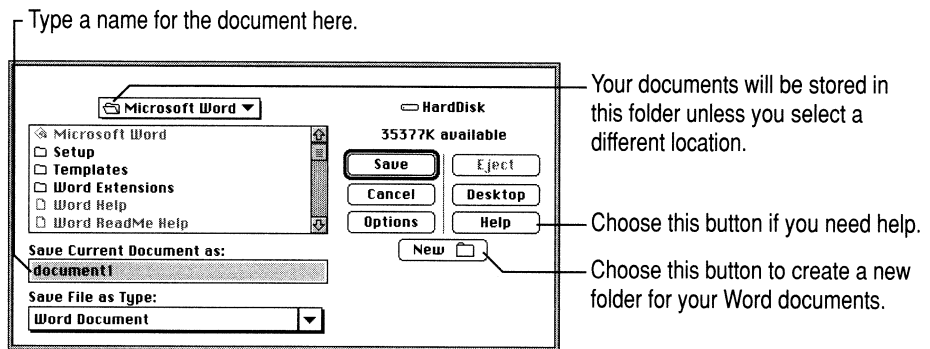 Type a name for the document here.
Microsoft Word
HardDisk
Your documents will be stored in
this folder unless you select a
different location.
Microsoft Word
Setup
Templates
Word Extensions
Word Help
Word ReadMe Help
35377K available
Save
Eject
Cancel
Desktop
Options
Help
Choose this button if you need help.
New
Choose this button to create a new
folder for your Word documents.
Save Current Document as:
document1
Save File as Type:
Word Document